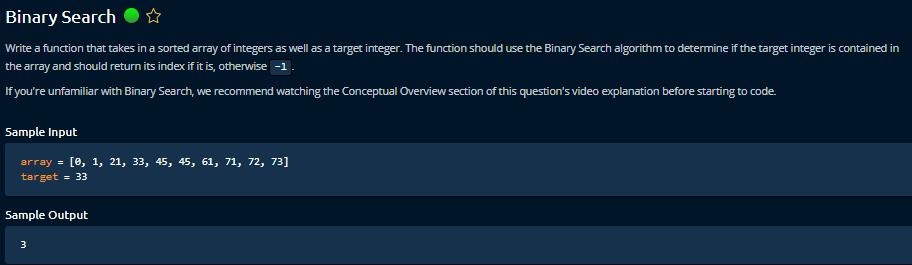 Binary Search
Write a function that takes in a sorted array of integers as well as a target integer. The function should use the Binary Search algorithm to determine if the target integer is contained in
the array and should return its index if it is, otherwise -1 .
If you're unfamiliar with Binary Search, we recommend watching the Conceptual Overview section of this question's video explanation before starting to code.
Sample Input
array = [0, 1, 21, 33, 45, 45, 61, 71, 72, 73]
target = 33
Sample Output
3